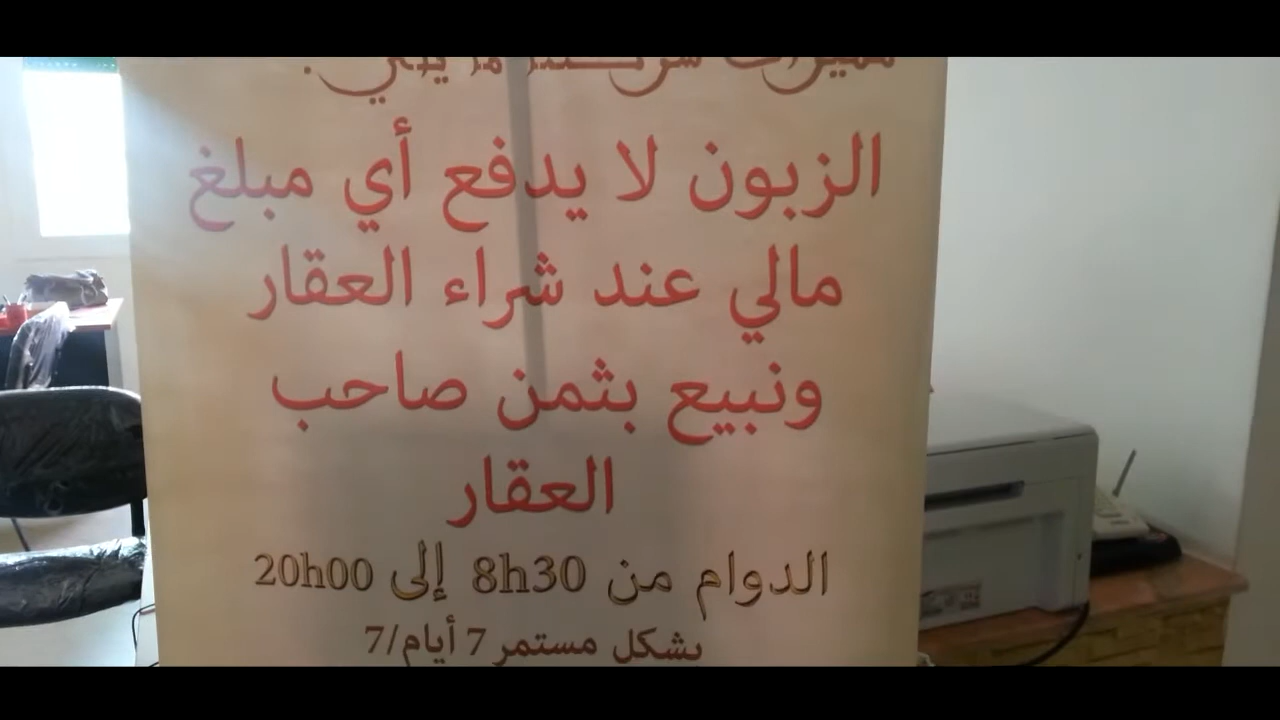 الزبون لا يدفع أي مبلغ
مالي عند شراء العقار
ونبيع بثمن صاحب
العقار
الدوام من 8h30 إلى 20h00
بشكل مستمر 7 أيام/7